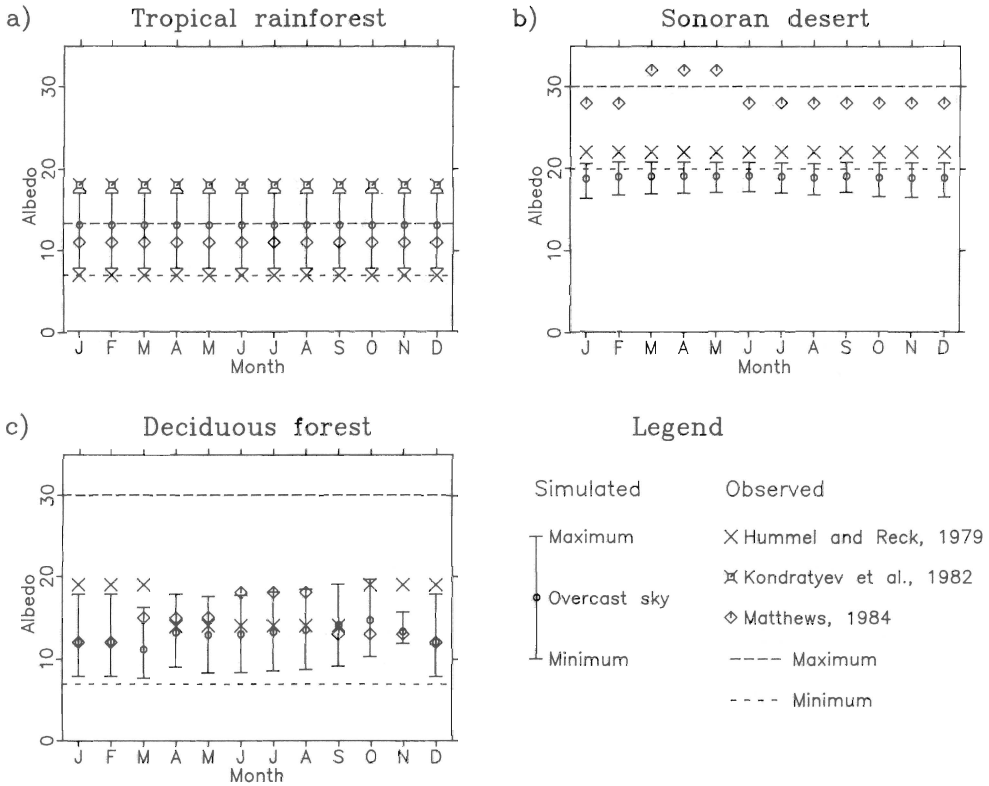 a) Tropical rainforest
30
20
10
0
Albedo
J F M A M J J A S O N D
Month
b) Sonoran desert
30
20
10
0
Albedo
J F M A M J J A S O N D
Month
c) Deciduous forest
30
20
10
0
Albedo
J F M A M J J A S O N D
Month
Legend
Simulated
Maximum
Overcast sky
Minimum
Observed
Hummel and Reck, 1979
Kondratyev et al., 1982
Matthews, 1984
Maximum
Minimum